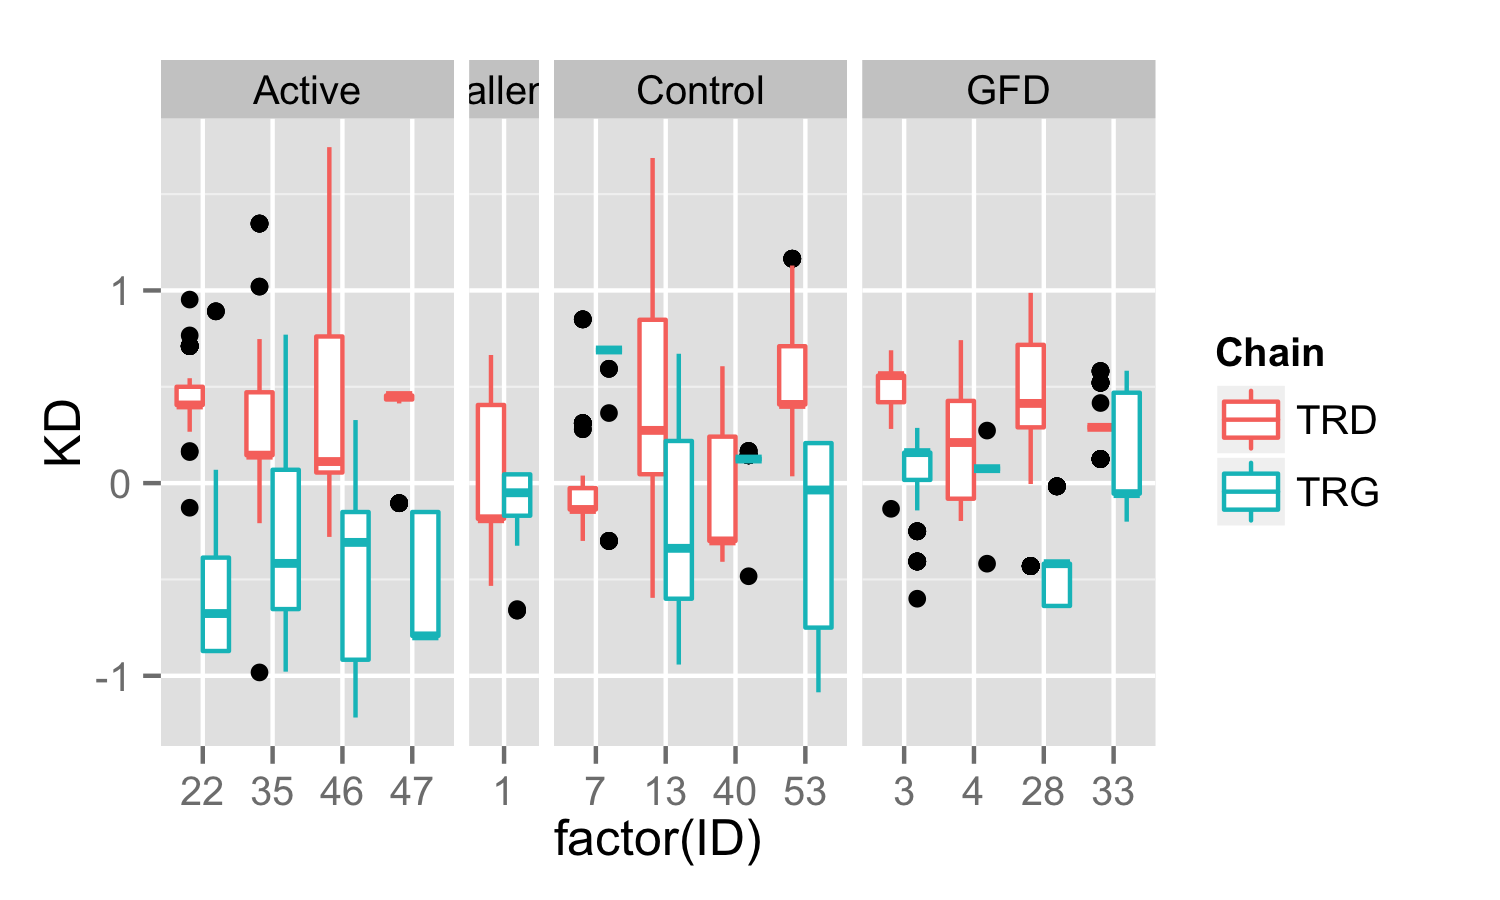 Active
aller
Control
GFD
1
0
-1
KD
22 35 46 47
1
7 13 40 53
3 4 28 33
factor(ID)
Chain
TRD
TRG